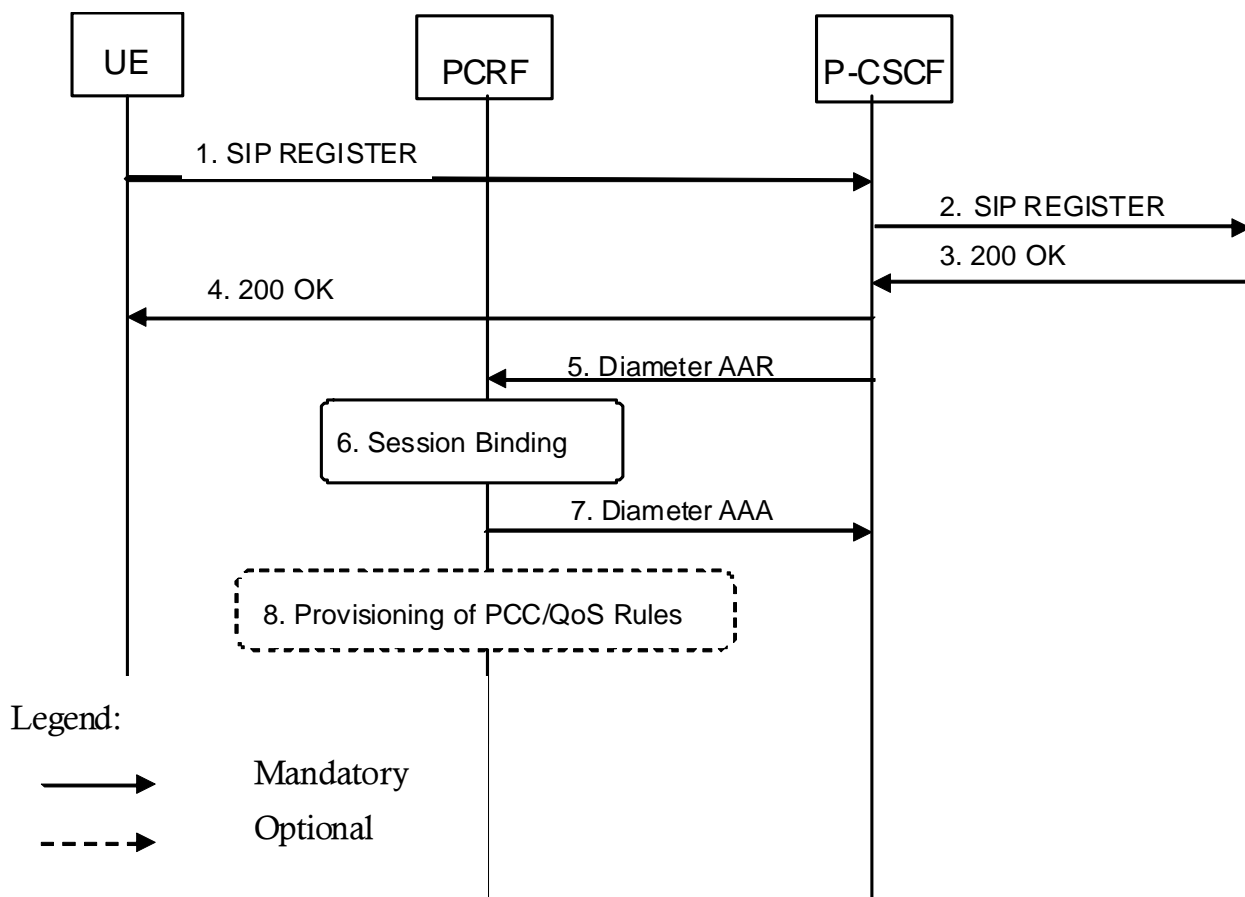 UE
PCRF
P-CSCF
1. SIP REGISTER
2. SIP REGISTER
3. 200 OK
4. 200 OK
5. Diameter AAR
6. Session Binding
7. Diameter AAA
8. Provisioning of PCC/QoS Rules
Legend:
Mandatory
Optional